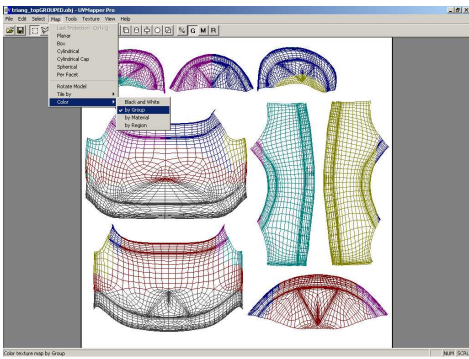 triang_topGROUPED.obj - UVMapper Pro
File Edit Select Map Tools Texture View Help
G M R
Planar
Box
Cylindrical
Cylindrical Cap
Spherical
Per Facet
Rotate Model
Tile by
Color
Black and White
by Group
by Material
by Region
Color texture map by Group
NUM SCRL